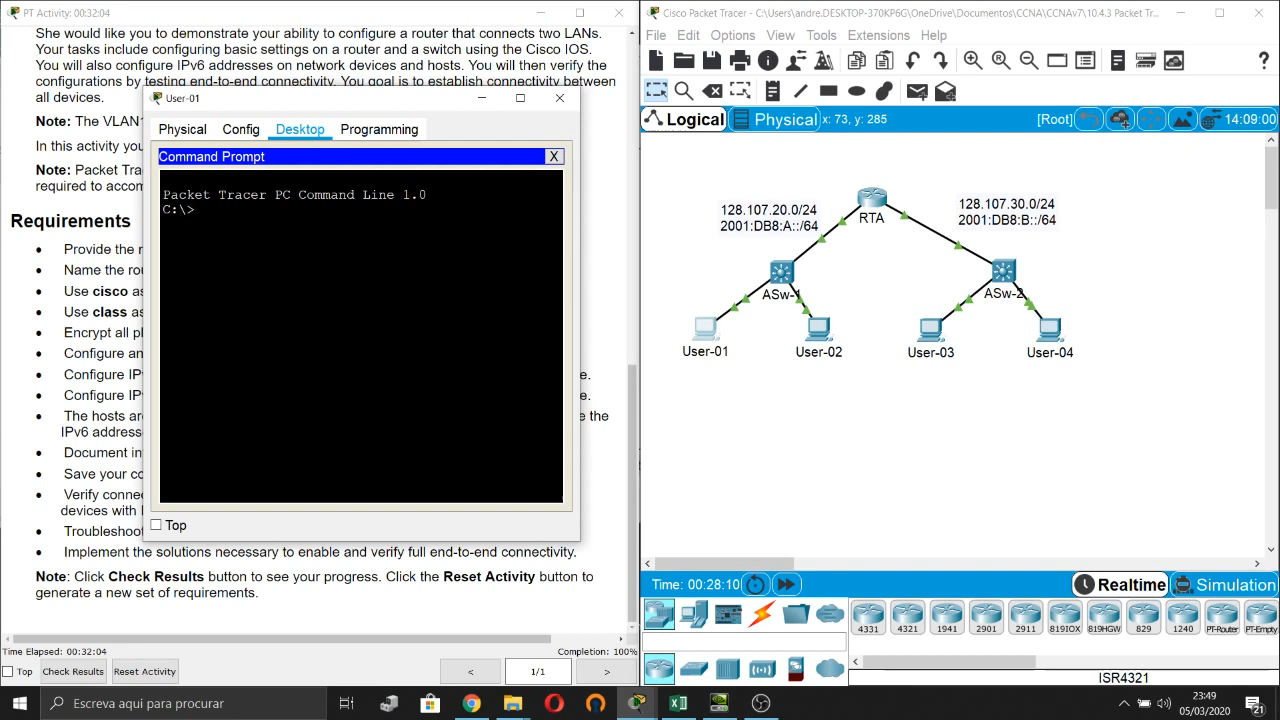 PT Activity: 00:32:04
She would like you to demonstrate your ability to configure a router that connects two LANs.
Your tasks include configuring basic settings on a router and a switch using the Cisco IOS.
You will also configure IPv6 addresses on network devices and hosts. You will then verify the
configurations by testing end-to-end connectivity. You goal is to establish connectivity between
all devices.
Note: The VLAN1
In this activity you
Note: Packet Trac
required to accom
Requirements
Provide the
Name the rou
Use cisco as
Use class as
Encrypt all pl
Configure an
Configure IP
e.
Configure IP
e.
The hosts are
e the
IPv6 address
Document in
Save your co
Verify conne
devices with
Troubleshoot
Implement the solutions necessary to enable and verify full end-to-end connectivity.
Note: Click Check Results button to see your progress. Click the Reset Activity button to
generate a new set of requirements.
Time Elapsed: 00:32:04
Completion: 100%
Top
Check Results
Reset Activity
<
1/1
>
User-01
Physical Config Desktop Programming
Command Prompt
X
Packet Tracer PC Command Line 1.0
C:\>
Top
Cisco Packet Tracer - C:\Users\andre.DESKTOP-370KP6G\OneDrive\Documentos\CCNA\CCNAv7\10.4.3 Packet Tr...
File Edit Options View Tools Extensions Help
?
Logical Physical x: 73, y: 285 [Root] 14:09:00
128.107.20.0/24
2001:DB8:A::/64
128.107.30.0/24
2001:DB8:B::/64
RTA
ASw-1
ASw-2
User-01
User-02
User-03
User-04
Time: 00:28:10
Realtime
Simulation
4331 4321 1941 2901 2911 819IOX 819HGW 829 1240 PT-Router PT-Empty
ISR4321
Escreva aqui para procurar
23:49
05/03/2020
21